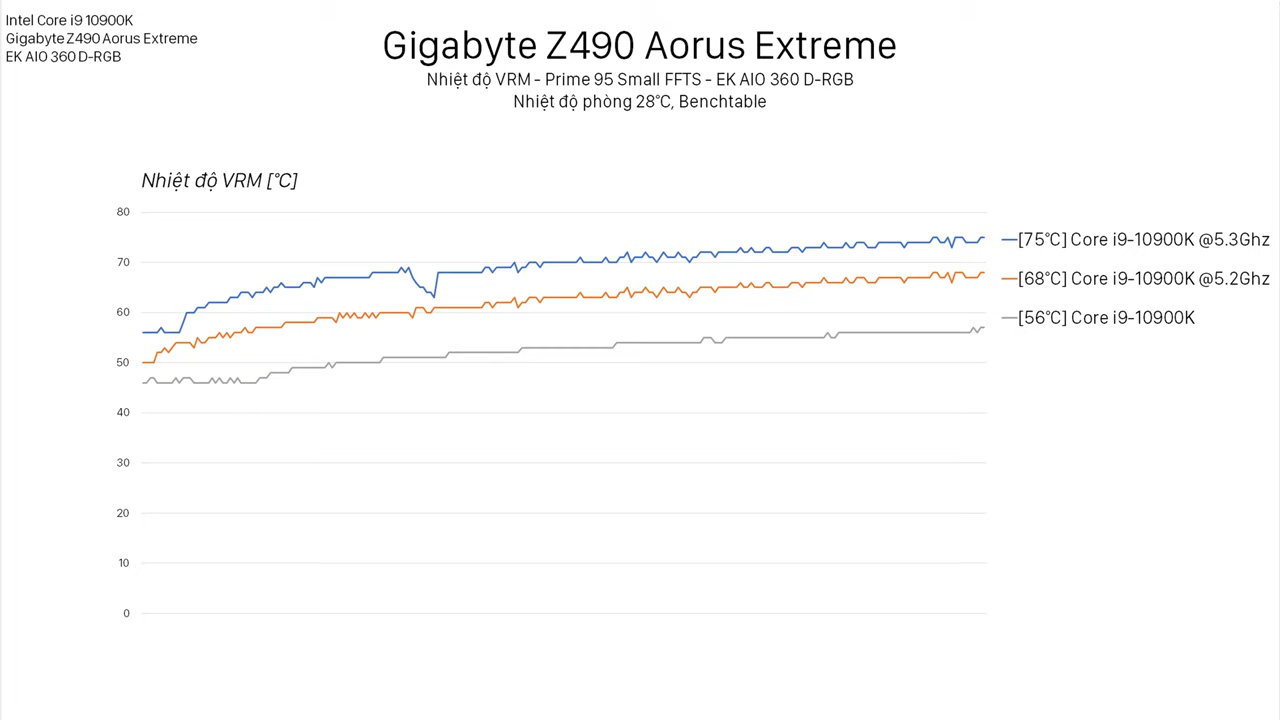 Intel Core i9 10900K
Gigabyte Z490 Aorus Extreme
EK AIO 360 D-RGB
Gigabyte Z490 Aorus Extreme
Nhiệt độ VRM - Prime 95 Small FFTS - EK AIO 360 D-RGB
Nhiệt độ phòng 28°C, Benchtable
Nhiệt độ VRM [°C]
80
70
60
50
40
30
20
10
0
[75°C] Core i9-10900K @5.3Ghz
[68°C] Core i9-10900K @5.2Ghz
[56°C] Core i9-10900K